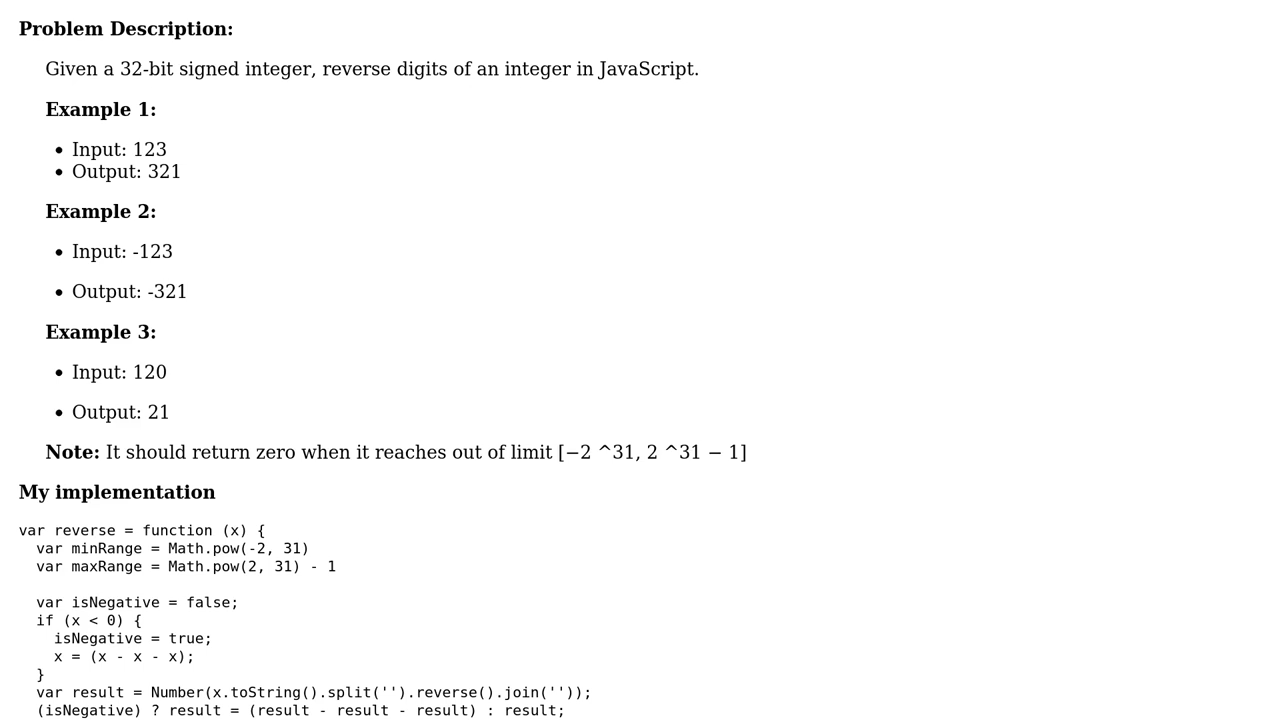 Problem Description:
Given a 32-bit signed integer, reverse digits of an integer in JavaScript.
Example 1:
• Input: 123
• Output: 321
Example 2:
• Input: -123
• Output: -321
Example 3:
• Input: 120
• Output: 21
Note: It should return zero when it reaches out of limit [−2 ^31, 2 ^31 − 1]
My implementation
var reverse = function (x) {
  var minRange = Math.pow(-2, 31)
  var maxRange = Math.pow(2, 31) - 1

  var isNegative = false;
  if (x < 0) {
    isNegative = true;
    x = (x - x - x);
  }
  var result = Number(x.toString().split('').reverse().join(''));
  (isNegative) ? result = (result - result - result) : result;